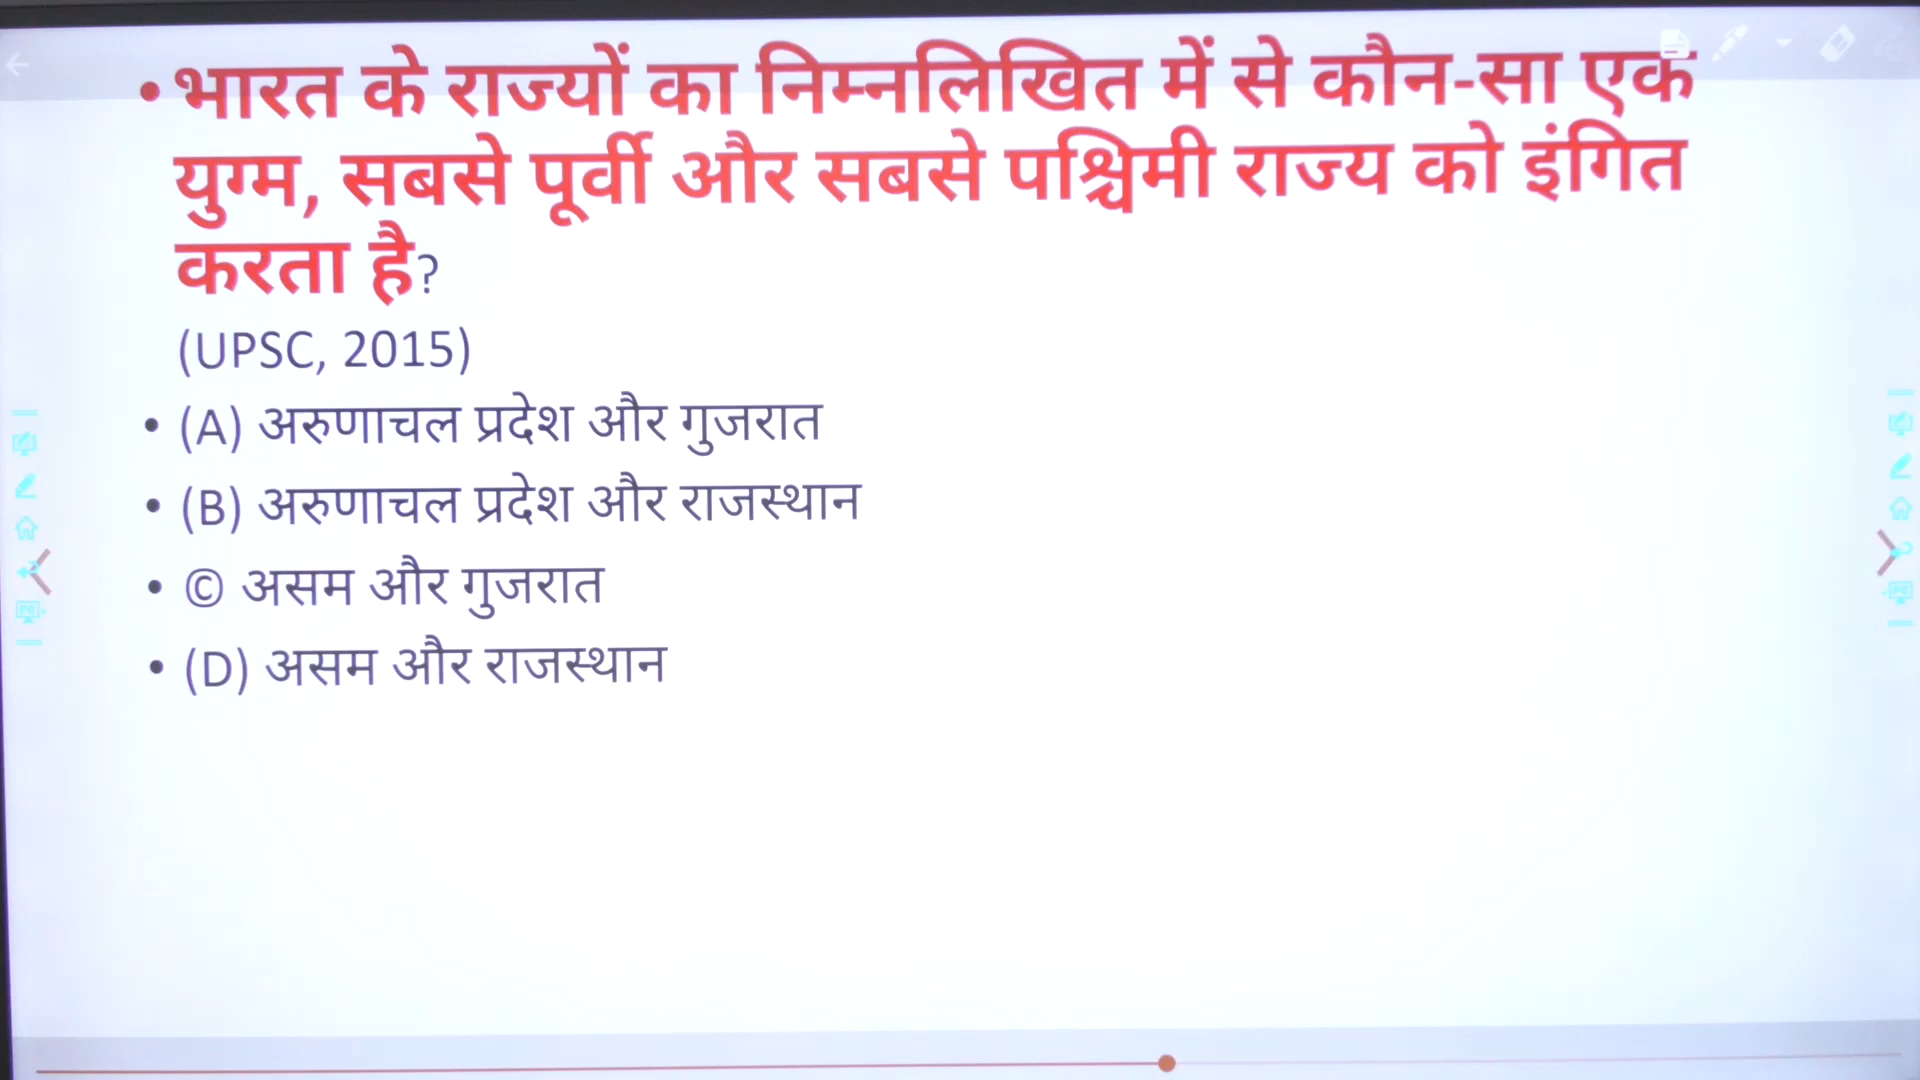 • भारत के राज्यों का निम्नलिखित में से कौन-सा एक
युग्म, सबसे पूर्वी और सबसे पश्चिमी राज्य को इंगित
करता है?
(UPSC, 2015)
• (A) अरुणाचल प्रदेश और गुजरात
• (B) अरुणाचल प्रदेश और राजस्थान
• © असम और गुजरात
• (D) असम और राजस्थान